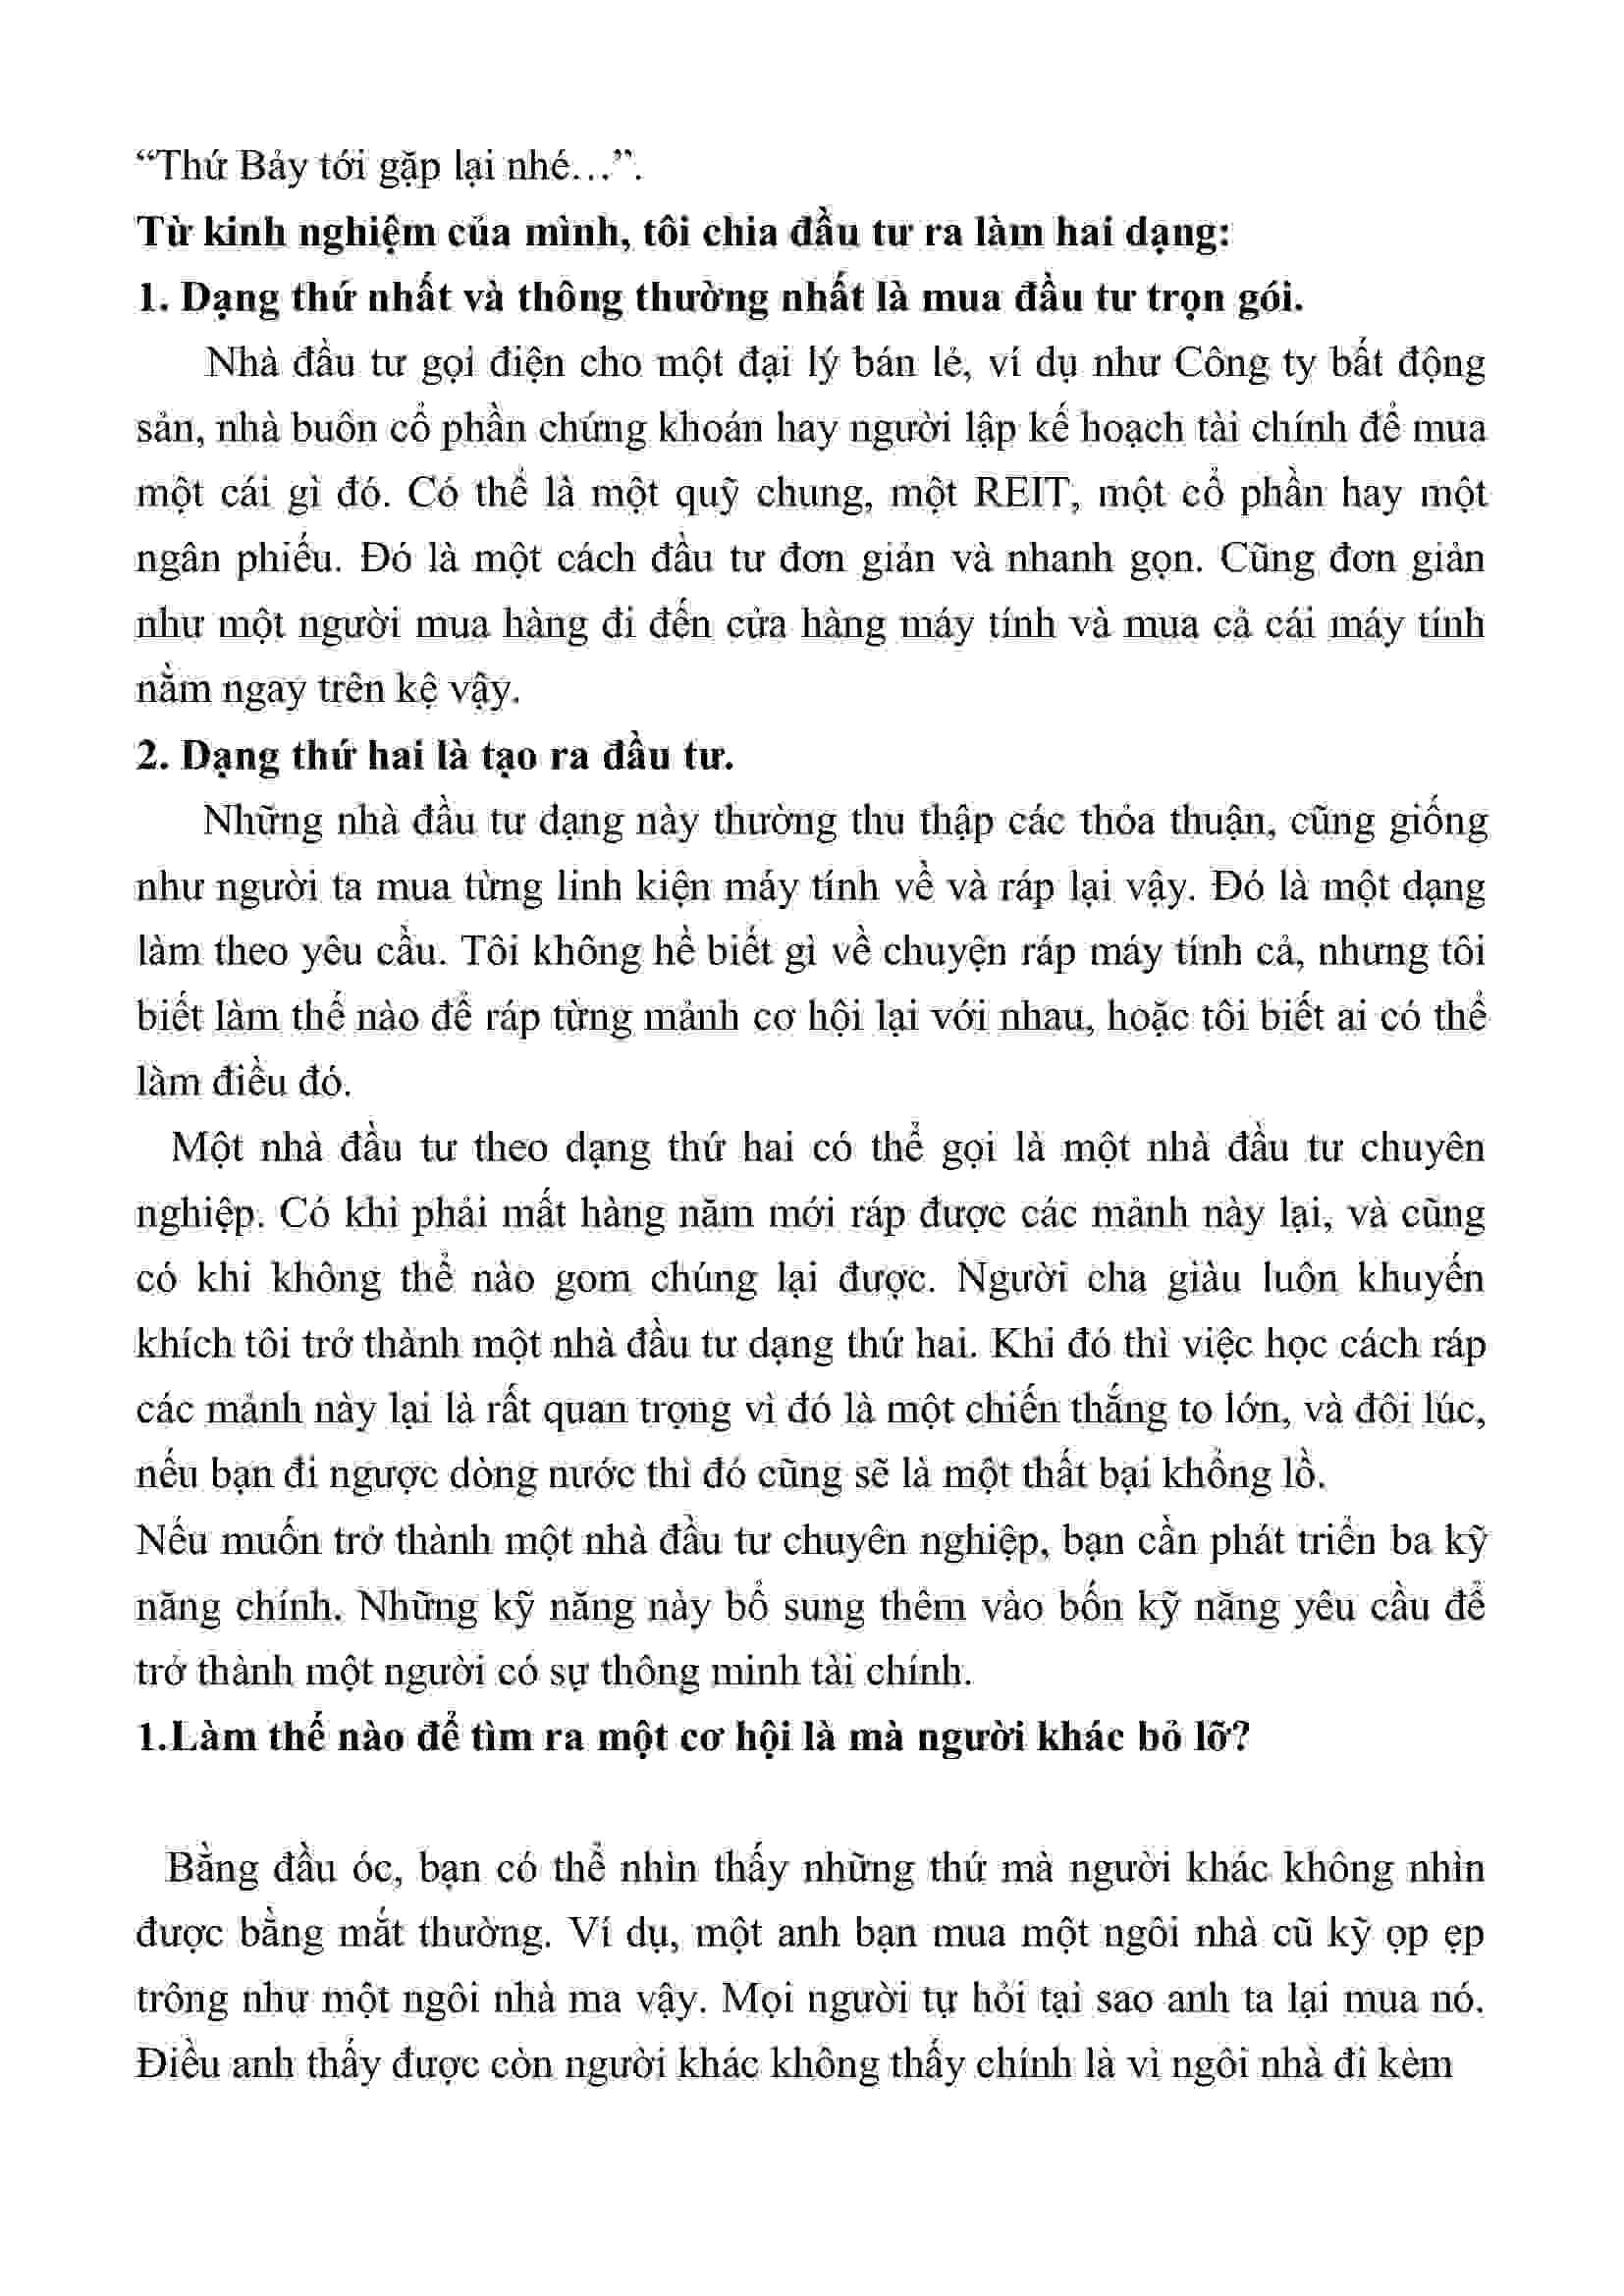 “Thứ Bảy tới gặp lại nhé…”.
Từ kinh nghiệm của mình, tôi chia đầu tư ra làm hai dạng:
1. Dạng thứ nhất và thông thường nhất là mua đầu tư trọn gói.
Nhà đầu tư gọi điện cho một đại lý bán lẻ, ví dụ như Công ty bất động
sản, nhà buôn cổ phần chứng khoán hay người lập kế hoạch tài chính để mua
một cái gì đó. Có thể là một quỹ chung, một REIT, một cổ phần hay một
ngân phiếu. Đó là một cách đầu tư đơn giản và nhanh gọn. Cũng đơn giản
như một người mua hàng đi đến cửa hàng máy tính và mua cả cái máy tính
nằm ngay trên kệ vậy.
2. Dạng thứ hai là tạo ra đầu tư.
Những nhà đầu tư dạng này thường thu thập các thỏa thuận, cũng giống
như người ta mua từng linh kiện máy tính về và ráp lại vậy. Đó là một dạng
làm theo yêu cầu. Tôi không hề biết gì về chuyện ráp máy tính cả, nhưng tôi
biết làm thế nào để ráp từng mảnh cơ hội lại với nhau, hoặc tôi biết ai có thể
làm điều đó.
Một nhà đầu tư theo dạng thứ hai có thể gọi là một nhà đầu tư chuyên
nghiệp. Có khi phải mất hàng năm mới ráp được các mảnh này lại, và cũng
có khi không thể nào gom chúng lại được. Người cha giàu luôn khuyến
khích tôi trở thành một nhà đầu tư dạng thứ hai. Khi đó thì việc học cách ráp
các mảnh này lại là rất quan trọng vì đó là một chiến thắng to lớn, và đôi lúc,
nếu bạn đi ngược dòng nước thì đó cũng sẽ là một thất bại khổng lồ.
Nếu muốn trở thành một nhà đầu tư chuyên nghiệp, bạn cần phát triển ba kỹ
năng chính. Những kỹ năng này bổ sung thêm vào bốn kỹ năng yêu cầu để
trở thành một người có sự thông minh tài chính.
1.Làm thế nào để tìm ra một cơ hội là mà người khác bỏ lỡ?
Bằng đầu óc, bạn có thể nhìn thấy những thứ mà người khác không nhìn
được bằng mắt thường. Ví dụ, một anh bạn mua một ngôi nhà cũ kỹ ọp ẹp
trông như một ngôi nhà ma vậy. Mọi người tự hỏi tại sao anh ta lại mua nó.
Điều anh thấy được còn người khác không thấy chính là vì ngôi nhà đi kèm